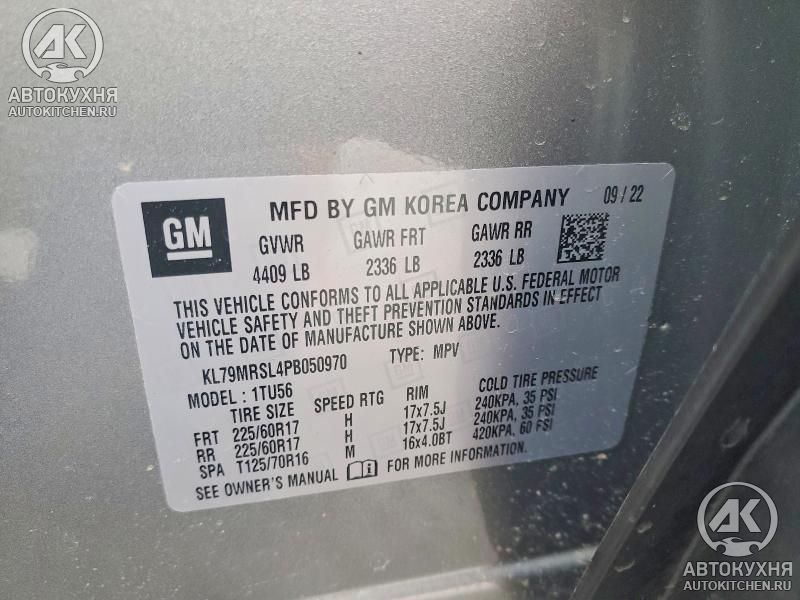 АК
АВТОКУХНЯ
AUTOKITCHEN.RU
GM
MFD BY GM KOREA COMPANY 09 / 22
GVWR GAWR FRT GAWR RR
4409 LB 2336 LB 2336 LB
THIS VEHICLE CONFORMS TO ALL APPLICABLE U.S. FEDERAL MOTOR
VEHICLE SAFETY AND THEFT PREVENTION STANDARDS IN EFFECT
ON THE DATE OF MANUFACTURE SHOWN ABOVE.
KL79MRSL4PB050970 TYPE: MPV
MODEL : 1TU56
TIRE SIZE SPEED RTG RIM COLD TIRE PRESSURE
FRT 225/60R17 H 17x7.5J 240KPA, 35 PSI
RR 225/60R17 H 17x7.5J 240KPA, 35 PSI
SPA T125/70R16 M 16x4.0BT 420KPA, 60 PSI
SEE OWNER'S MANUAL FOR MORE INFORMATION.
АК
АВТОКУХНЯ
AUTOKITCHEN.RU